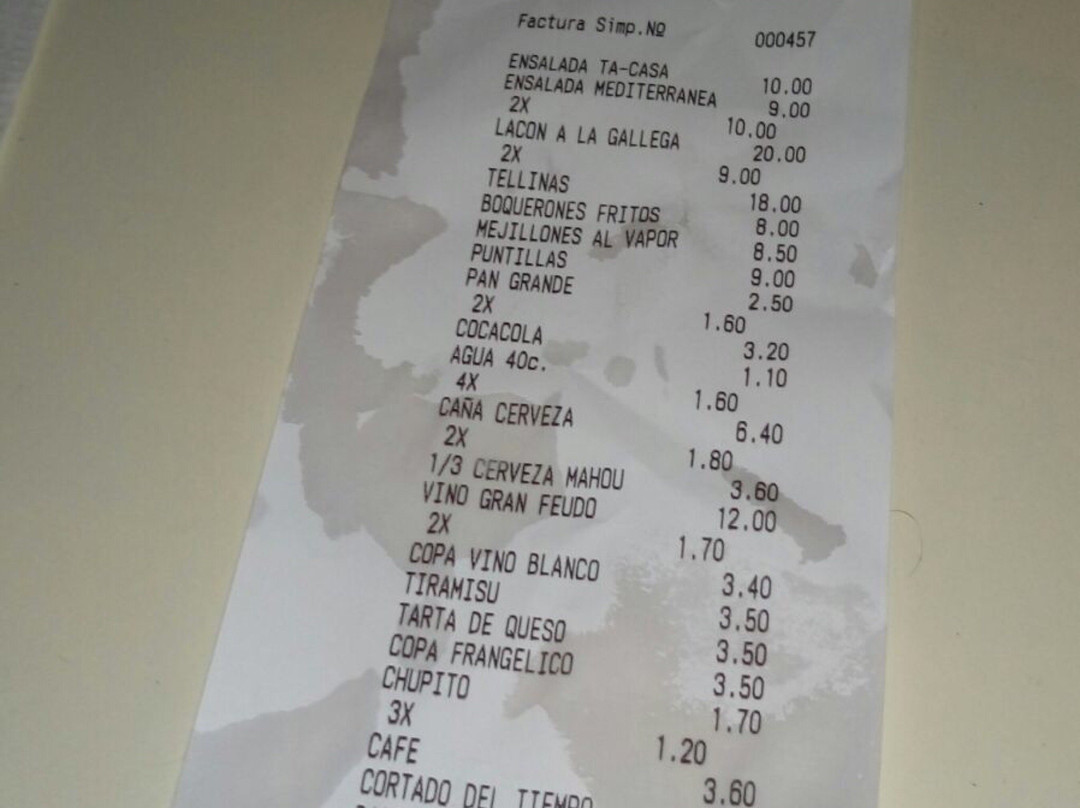 Factura Simp.Nº 000457
ENSALADA TA-CASA 10.00
ENSALADA MEDITERRANEA 9.00
2X 10.00
LACON A LA GALLEGA 20.00
2X 9.00
TELLINAS 18.00
BOQUERONES FRITOS 8.00
MEJILLONES AL VAPOR 8.50
PUNTILLAS 9.00
PAN GRANDE 2.50
2X 1.60
COCACOLA 3.20
AGUA 40c. 1.10
4X 1.60
CAÑA CERVEZA 6.40
2X 1.80
1/3 CERVEZA MAHOU 3.60
VINO GRAN FEUDO 12.00
2X 1.70
COPA VINO BLANCO 3.40
TIRAMISU 3.50
TARTA DE QUESO 3.50
COPA FRANGELICO 3.50
CHUPITO 1.70
3X 1.20
CAFE 3.60
CORTADO DEL TIEMPO